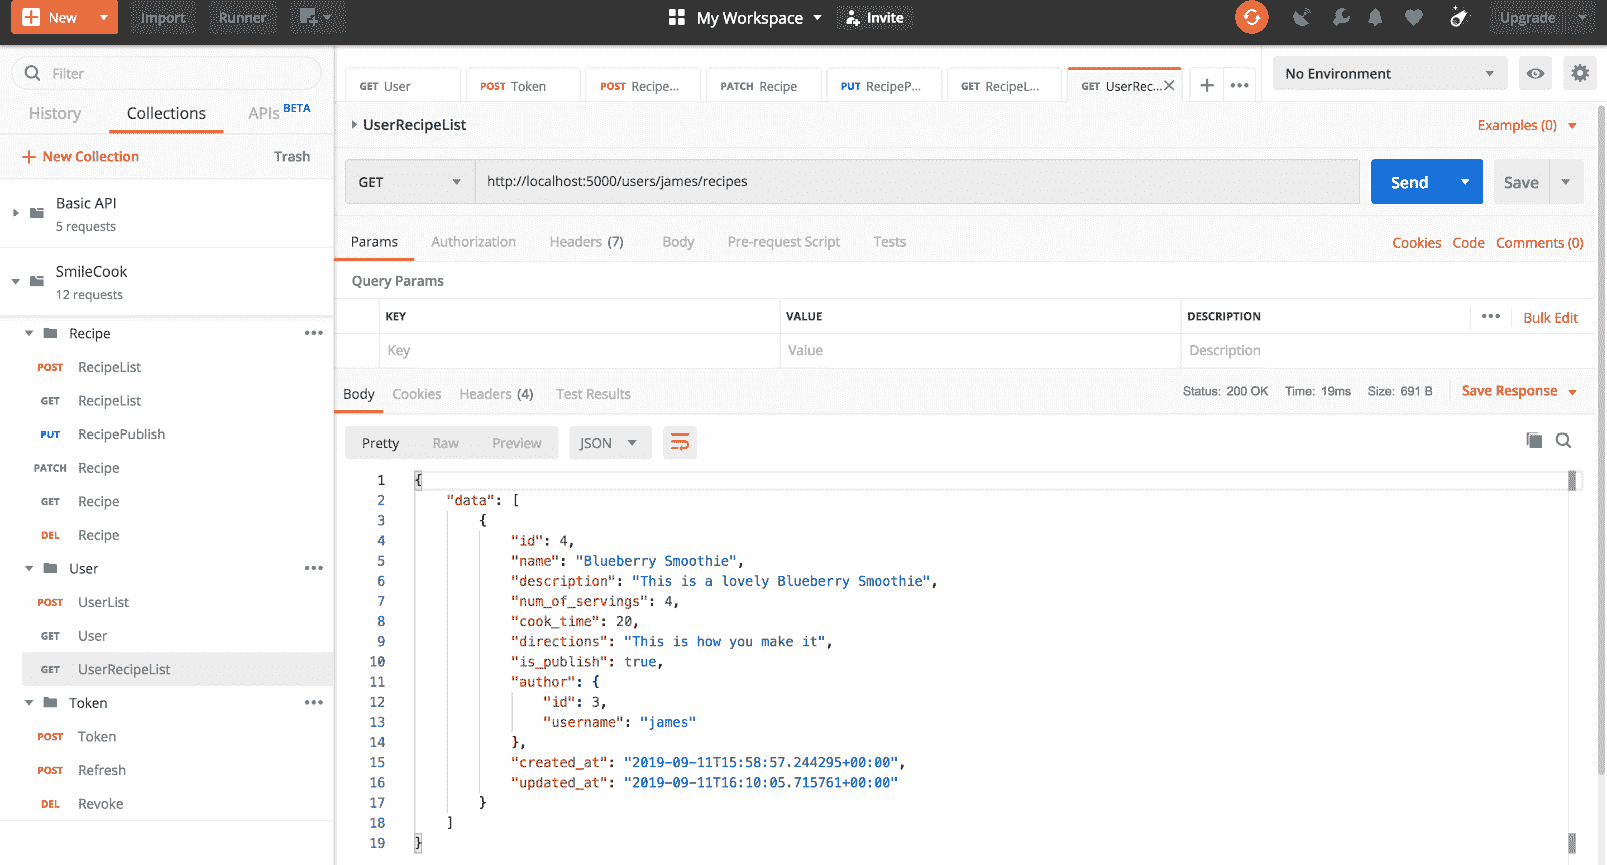 New Import Runner My Workspace Invite Upgrade
Filter
History Collections APIs BETA
New Collection Trash
Basic API
5 requests
SmileCook
12 requests
Recipe
POST RecipeList
GET RecipeList
PUT RecipePublish
PATCH Recipe
GET Recipe
DEL Recipe
User
POST UserList
GET User
GET UserRecipeList
Token
POST Token
POST Refresh
DEL Revoke
GET User POST Token POST Recipe... PATCH Recipe PUT RecipeP... GET RecipeL... GET UserRec... No Environment
UserRecipeList Examples (0)
GET http://localhost:5000/users/james/recipes Send Save
Params Authorization Headers (7) Body Pre-request Script Tests Cookies Code Comments (0)
Query Params
KEY VALUE DESCRIPTION Bulk Edit
Key Value Description
Body Cookies Headers (4) Test Results Status: 200 OK Time: 19ms Size: 691 B Save Response
Pretty Raw Preview JSON
1 {
2 "data": [
3 {
4 "id": 4,
5 "name": "Blueberry Smoothie",
6 "description": "This is a lovely Blueberry Smoothie",
7 "num_of_servings": 4,
8 "cook_time": 20,
9 "directions": "This is how you make it",
10 "is_publish": true,
11 "author": {
12 "id": 3,
13 "username": "james"
14 },
15 "created_at": "2019-09-11T15:58:57.244295+00:00",
16 "updated_at": "2019-09-11T16:10:05.715761+00:00"
17 }
18 ]
19 }